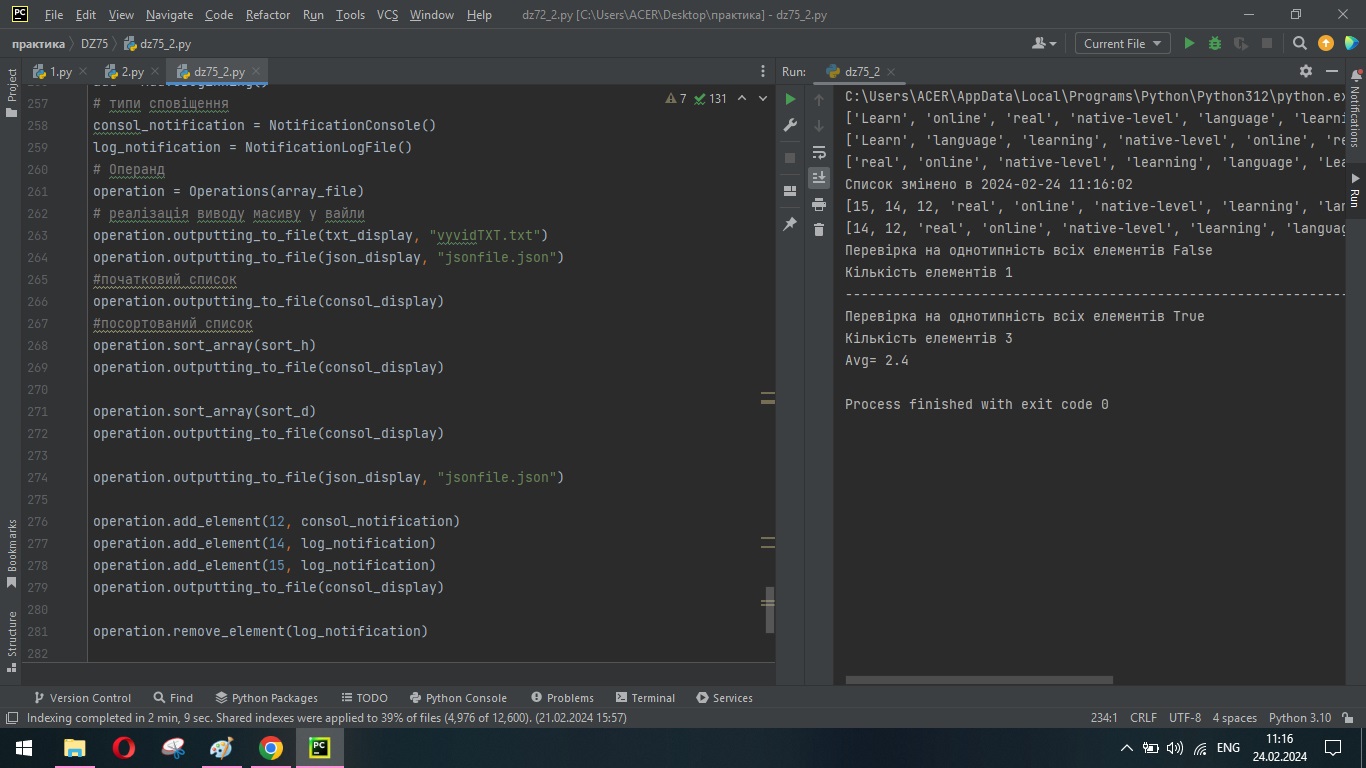 PC File Edit View Navigate Code Refactor Run Tools VCS Window Help dz72_2.py [C:\Users\ACER\Desktop\практика] - dz75_2.py
практика DZ75 dz75_2.py Current File
1.py 2.py dz75_2.py
7 131
257 # типи сповіщення
258 consol_notification = NotificationConsole()
259 log_notification = NotificationLogFile()
260 # Операнд
261 operation = Operations(array_file)
262 # реалізація виводу масиву у вайли
263 operation.outputting_to_file(txt_display, "vyvidTXT.txt")
264 operation.outputting_to_file(json_display, "jsonfile.json")
265 #початковий список
266 operation.outputting_to_file(consol_display)
267 #посортований список
268 operation.sort_array(sort_h)
269 operation.outputting_to_file(consol_display)
270
271 operation.sort_array(sort_d)
272 operation.outputting_to_file(consol_display)
273
274 operation.outputting_to_file(json_display, "jsonfile.json")
275
276 operation.add_element(12, consol_notification)
277 operation.add_element(14, log_notification)
278 operation.add_element(15, log_notification)
279 operation.outputting_to_file(consol_display)
280
281 operation.remove_element(log_notification)
282
Run: dz75_2
C:\Users\ACER\AppData\Local\Programs\Python\Python312\python.ex
['Learn', 'online', 'real', 'native-level', 'language', 'learni
['Learn', 'language', 'learning', 'native-level', 'online', 're
['real', 'online', 'native-level', 'learning', 'language', 'Lea
Список змінено в 2024-02-24 11:16:02
[15, 14, 12, 'real', 'online', 'native-level', 'learning', 'lan
[14, 12, 'real', 'online', 'native-level', 'learning', 'languag
Перевірка на однотипність всіх елементів False
Кількість елементів 1
---------------------------------------------------------------
Перевірка на однотипність всіх елементів True
Кількість елементів 3
Avg= 2.4
Process finished with exit code 0
Project
Bookmarks
Structure
Notifications
Run
Version Control Find Python Packages TODO Python Console Problems Terminal Services
Indexing completed in 2 min, 9 sec. Shared indexes were applied to 39% of files (4,976 of 12,600). (21.02.2024 15:57) 234:1 CRLF UTF-8 4 spaces Python 3.10
PC ENG 11:16
24.02.2024